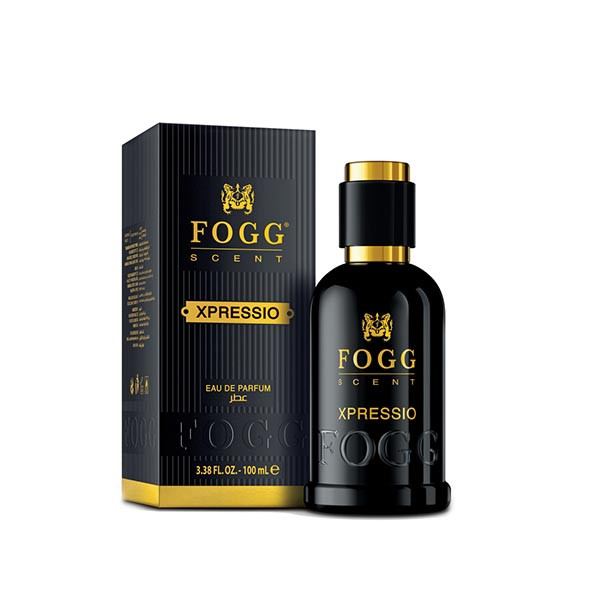 FOGG®
SCENT
XPRESSIO
EAU DE PARFUM
عطر
FOGG
3.38 FL. OZ. - 100 mL ℮
FOGG
SCENT
XPRESSIO
FOGG